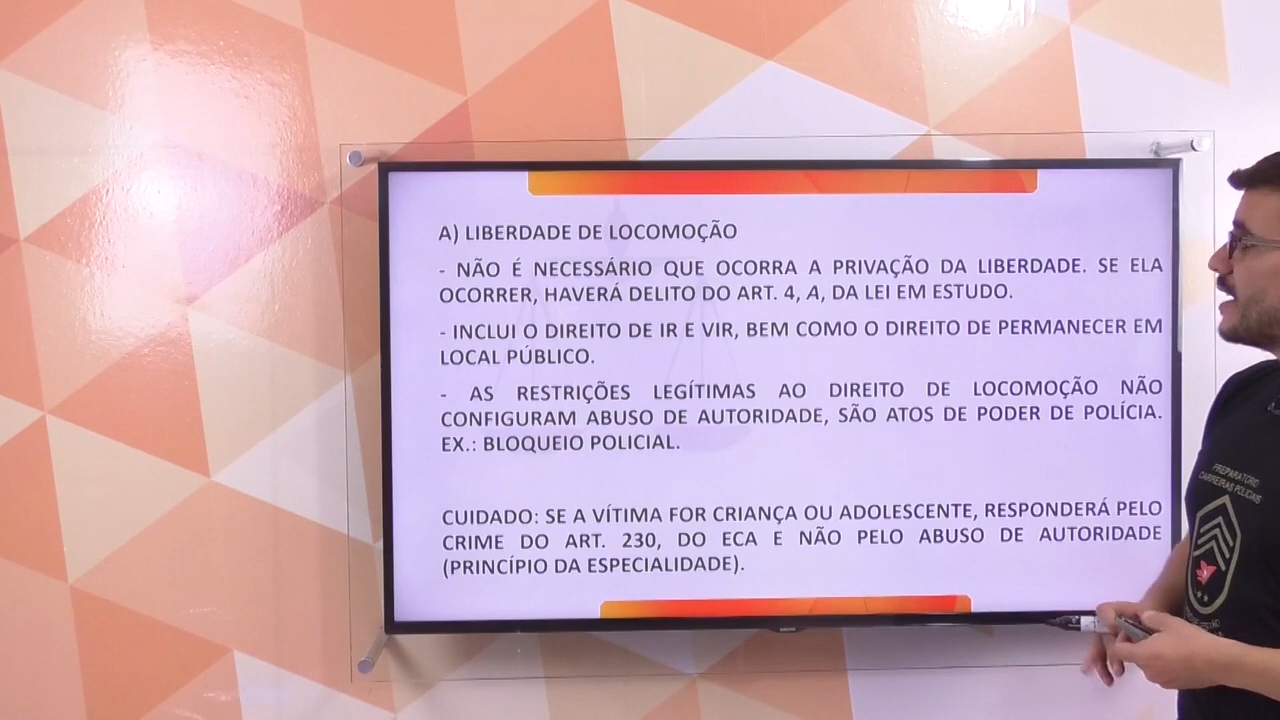 A) LIBERDADE DE LOCOMOÇÃO
- NÃO É NECESSÁRIO QUE OCORRA A PRIVAÇÃO DA LIBERDADE. SE ELA
OCORRER, HAVERÁ DELITO DO ART. 4, A, DA LEI EM ESTUDO.
- INCLUI O DIREITO DE IR E VIR, BEM COMO O DIREITO DE PERMANECER EM
LOCAL PÚBLICO.
- AS RESTRIÇÕES LEGÍTIMAS AO DIREITO DE LOCOMOÇÃO NÃO
CONFIGURAM ABUSO DE AUTORIDADE, SÃO ATOS DE PODER DE POLÍCIA.
EX.: BLOQUEIO POLICIAL.
CUIDADO: SE A VÍTIMA FOR CRIANÇA OU ADOLESCENTE, RESPONDERÁ PELO
CRIME DO ART. 230, DO ECA E NÃO PELO ABUSO DE AUTORIDADE
(PRINCÍPIO DA ESPECIALIDADE).
PREPARATÓRIO
CARREIRAS POLICIAIS